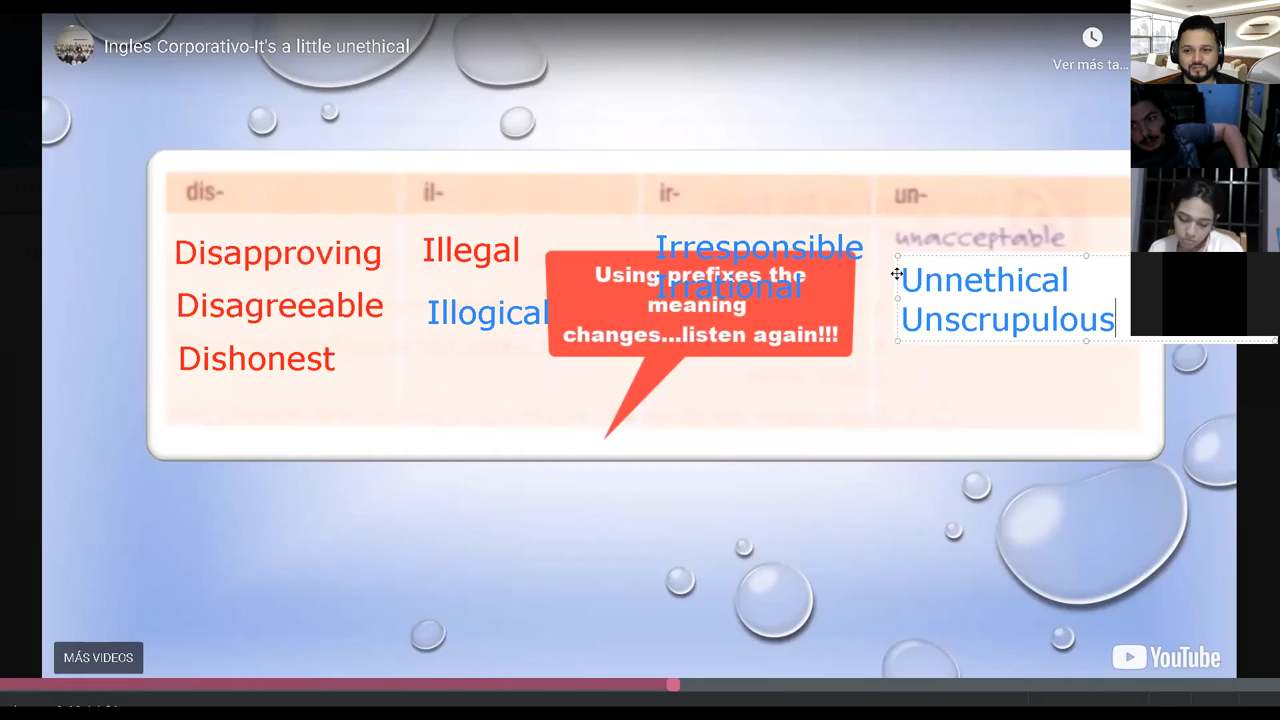 Ingles Corporativo-It's a little unethical
Ver más ta...
dis-
il-
ir-
un-
unacceptable
Disapproving
Disagreeable
Dishonest
Illegal
Illogical
Irresponsible
Irrational
Using prefixes the
meaning
changes...listen again!!!
Unnethical
Unscrupulous
MÁS VIDEOS
YouTube